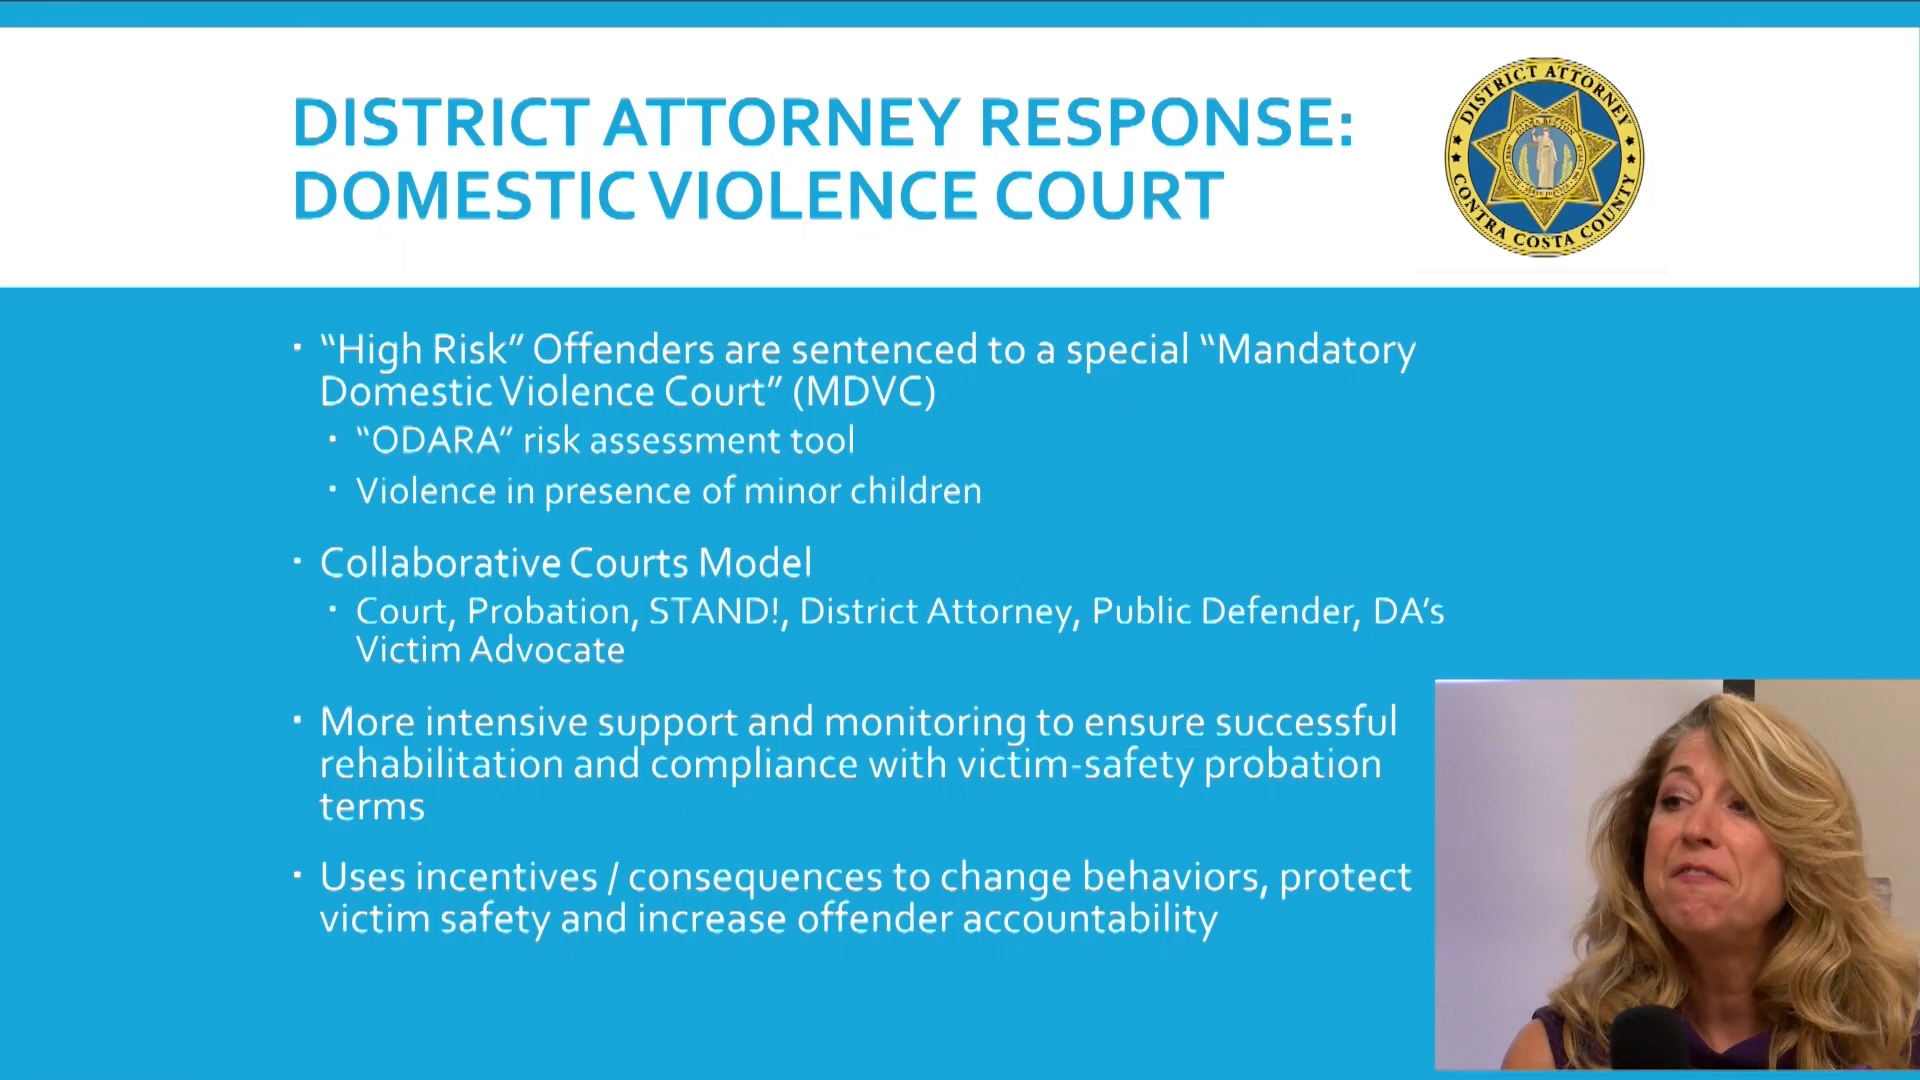 DISTRICT ATTORNEY RESPONSE:
DOMESTIC VIOLENCE COURT
DISTRICT ATTORNEY
CONTRA COSTA COUNTY
“High Risk” Offenders are sentenced to a special “Mandatory
Domestic Violence Court” (MDVC)
“ODARA” risk assessment tool
Violence in presence of minor children
Collaborative Courts Model
Court, Probation, STAND!, District Attorney, Public Defender, DA’s
Victim Advocate
More intensive support and monitoring to ensure successful
rehabilitation and compliance with victim-safety probation
terms
Uses incentives / consequences to change behaviors, protect
victim safety and increase offender accountability